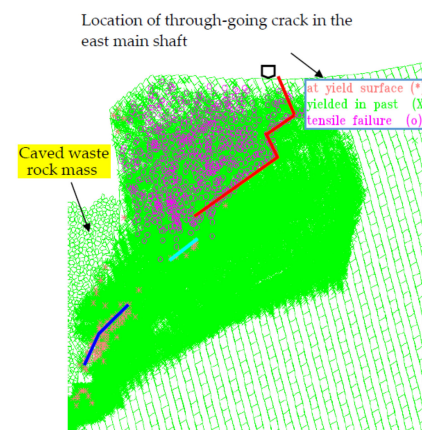 Location of through-going crack in the
east main shaft
at yield surface (*
yielded in past (X
tensile failure (o)
Caved waste
rock mass